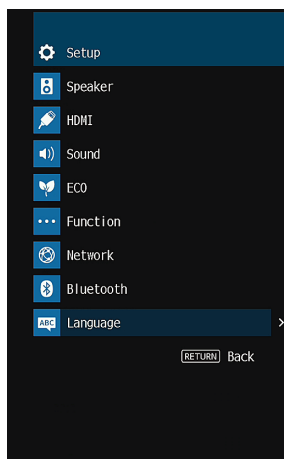 Setup
Speaker
HDMI
Sound
ECO
Function
Network
Bluetooth
ABC Language
RETURN Back